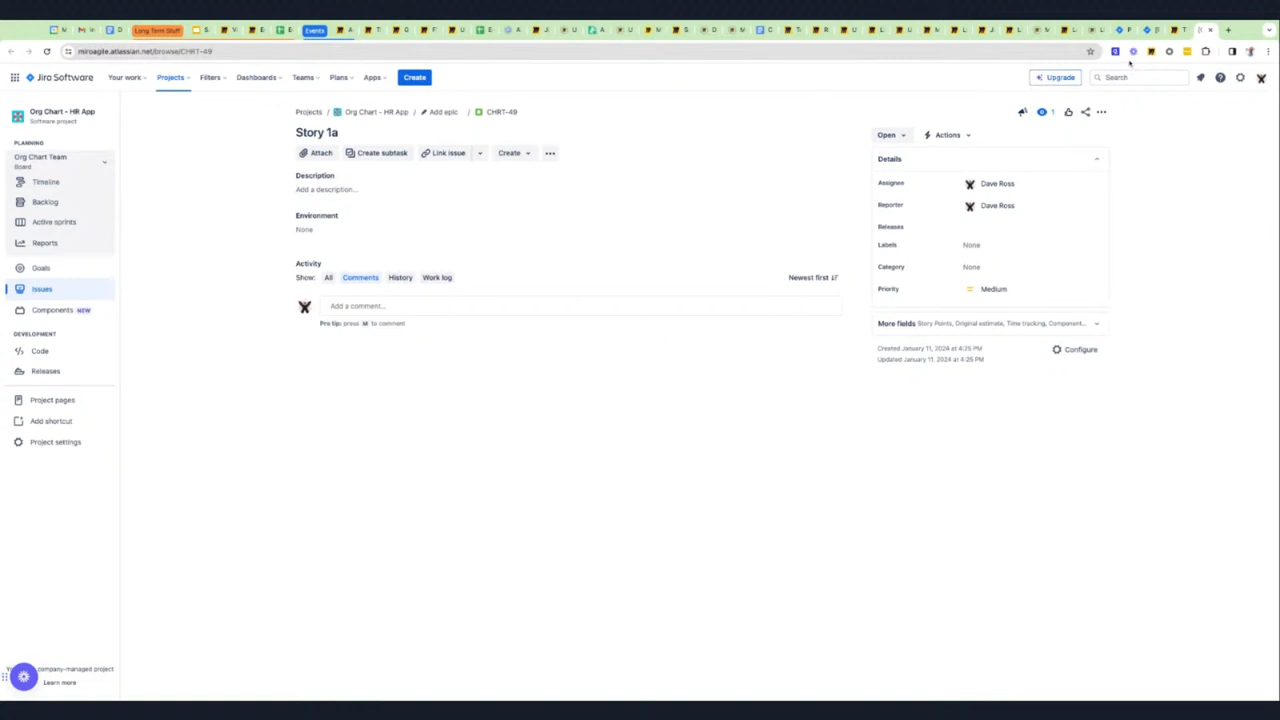 Long Term Stuff
Events
miroagile.atlassian.net/browse/CHRT-49
Jira Software
Your work
Projects
Filters
Dashboards
Teams
Plans
Apps
Create
Upgrade
Search
Org Chart - HR App
Software project
PLANNING
Org Chart Team
Board
Timeline
Backlog
Active sprints
Reports
Goals
Issues
Components NEW
DEVELOPMENT
Code
Releases
Project pages
Add shortcut
Project settings
company-managed project
Learn more
Projects / Org Chart - HR App / Add epic / CHRT-49
1
Story 1a
Attach
Create subtask
Link issue
Create
Description
Add a description...
Environment
None
Activity
Show: All Comments History Work log
Newest first
Add a comment...
Pro tip: press M to comment
Open
Actions
Details
Assignee Dave Ross
Reporter Dave Ross
Releases
Labels None
Category None
Priority Medium
More fields Story Points, Original estimate, Time tracking, Component...
Created January 11, 2024 at 4:25 PM
Updated January 11, 2024 at 4:25 PM
Configure